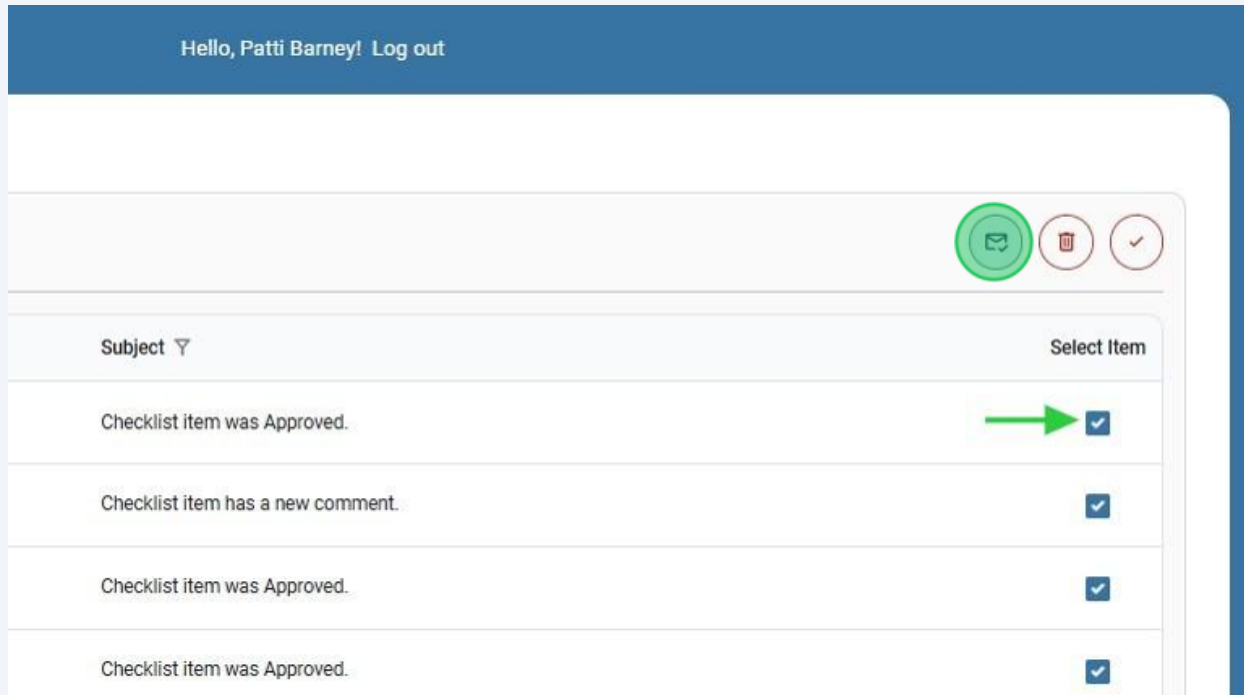 Hello, Patti Barney! Log out
Subject Select Item
Checklist item was Approved.
Checklist item has a new comment.
Checklist item was Approved.
Checklist item was Approved.